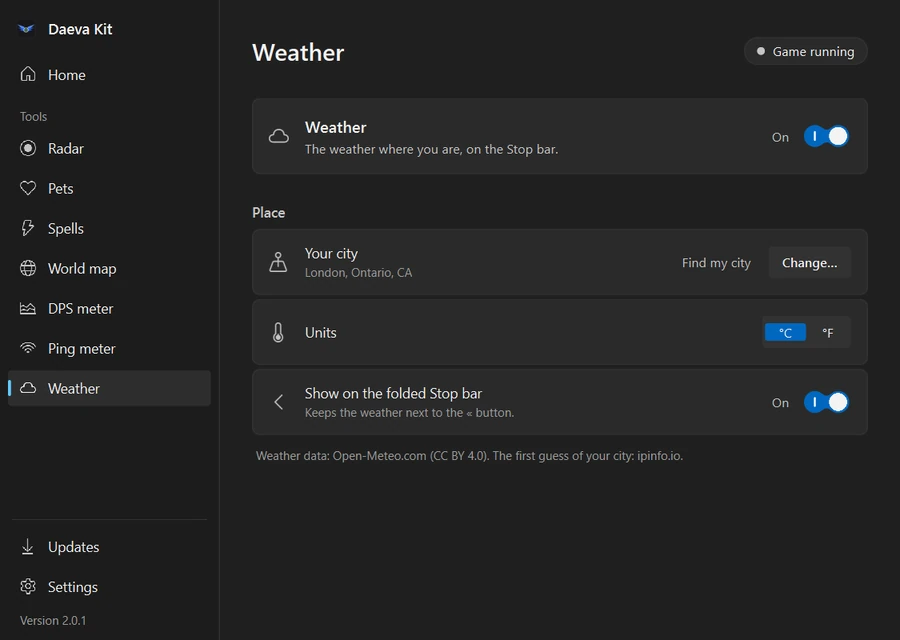 Daeva Kit
Home
Tools
Radar
Pets
Spells
World map
DPS meter
Ping meter
Weather
Updates
Settings
Version 2.0.1
Weather
Game running
Weather
The weather where you are, on the Stop bar.
On
Place
Your city
London, Ontario, CA
Find my city
Change...
Units
°C
°F
Show on the folded Stop bar
Keeps the weather next to the « button.
On
Weather data: Open-Meteo.com (CC BY 4.0). The first guess of your city: ipinfo.io.